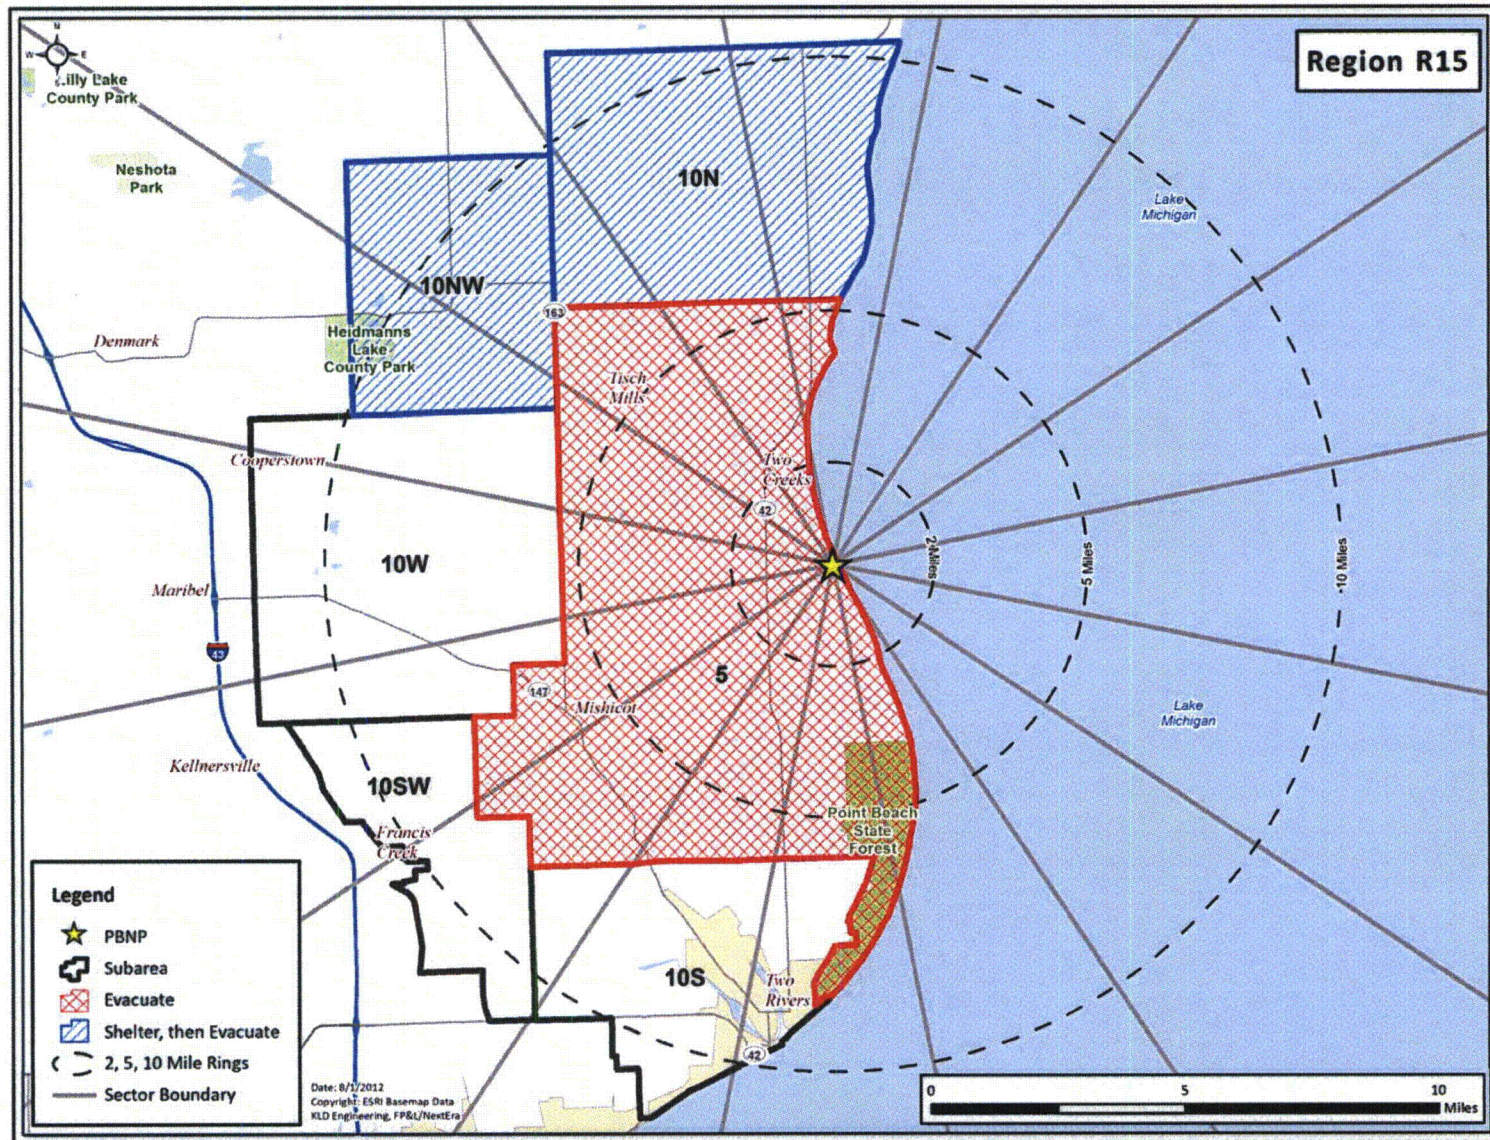 Region R15
N
W
E
Lake
County Park
Neshota
Park
10N
Lake
Michigan
10NW
163
Denmark
Heidmanns
Lake
County Park
Tisch
Mills
Cooperstown
Two
Creeks
42
10W
2 Miles
5 Miles
10 Miles
Maribel
43
5
147
Mishicot
Lake
Michigan
Kellnersville
10SW
Point Beach
State
Forest
Francis
Creek
10S
Two
Rivers
42
Legend
PBNP
Subarea
Evacuate
Shelter, then Evacuate
2, 5, 10 Mile Rings
Sector Boundary
Date: 8/1/2012
Copyright: ESRI Basemap Data
KLD Engineering, FP&L/NextEra
0 5 10
Miles